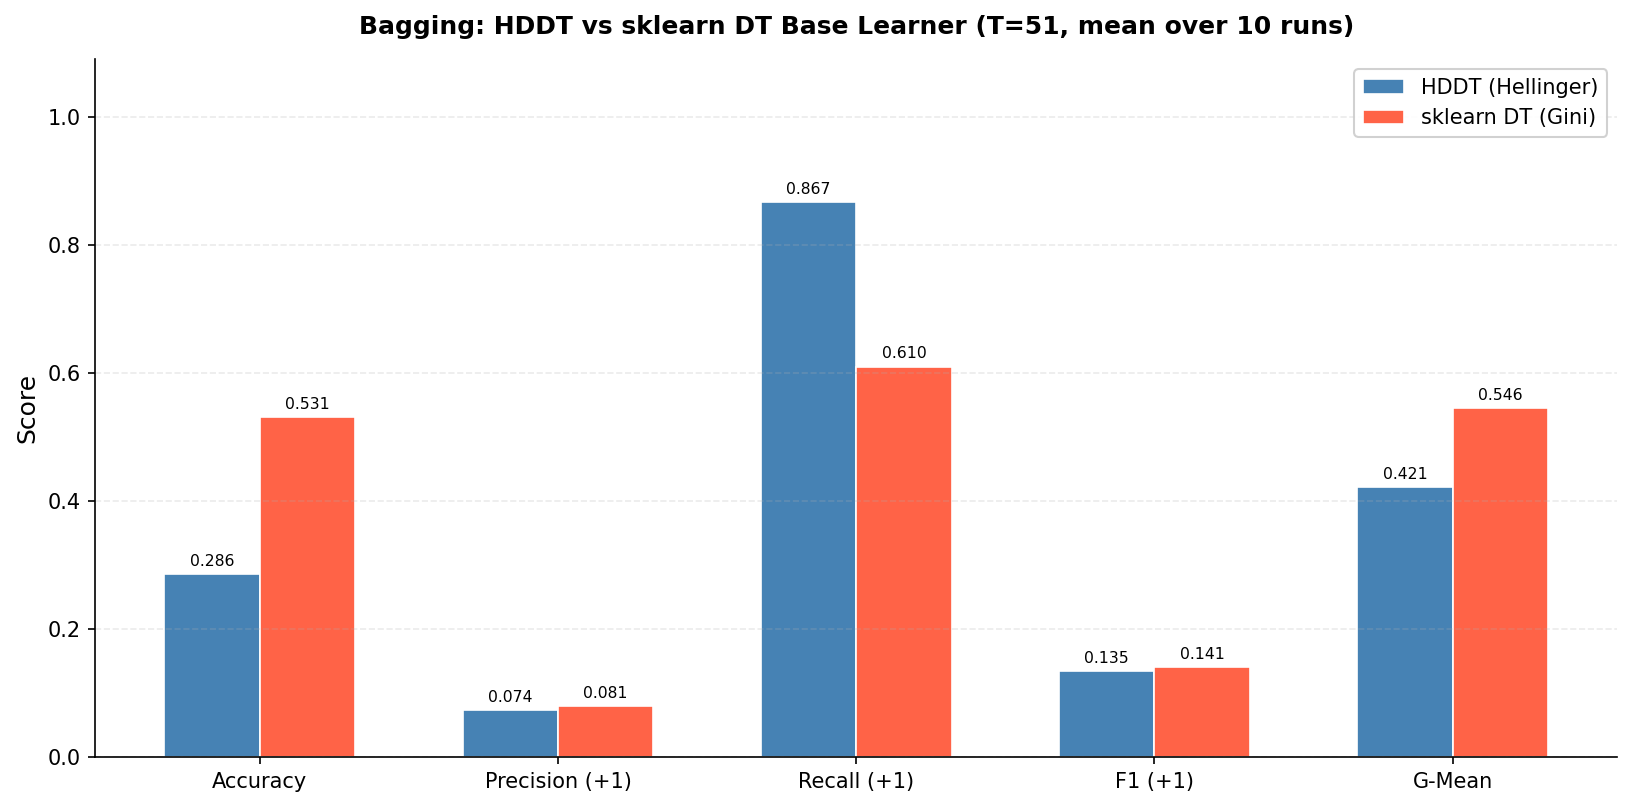 Bagging: HDDT vs sklearn DT Base Learner (T=51, mean over 10 runs)
HDDT (Hellinger)
sklearn DT (Gini)
Score
1.0
0.8
0.6
0.4
0.2
0.0
0.286
0.531
0.074
0.081
0.867
0.610
0.135
0.141
0.421
0.546
Accuracy
Precision (+1)
Recall (+1)
F1 (+1)
G-Mean